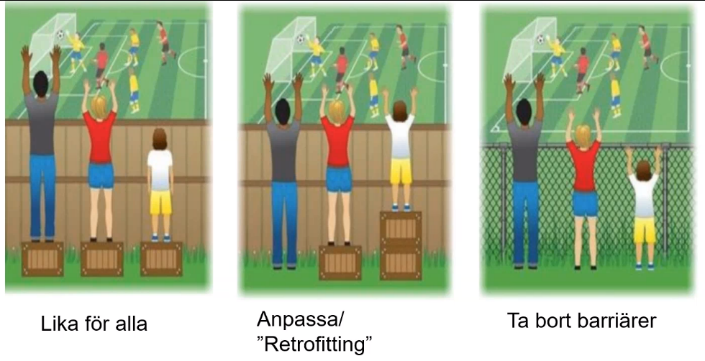 Lika för alla
Anpassa/
”Retrofitting”
Ta bort barriärer